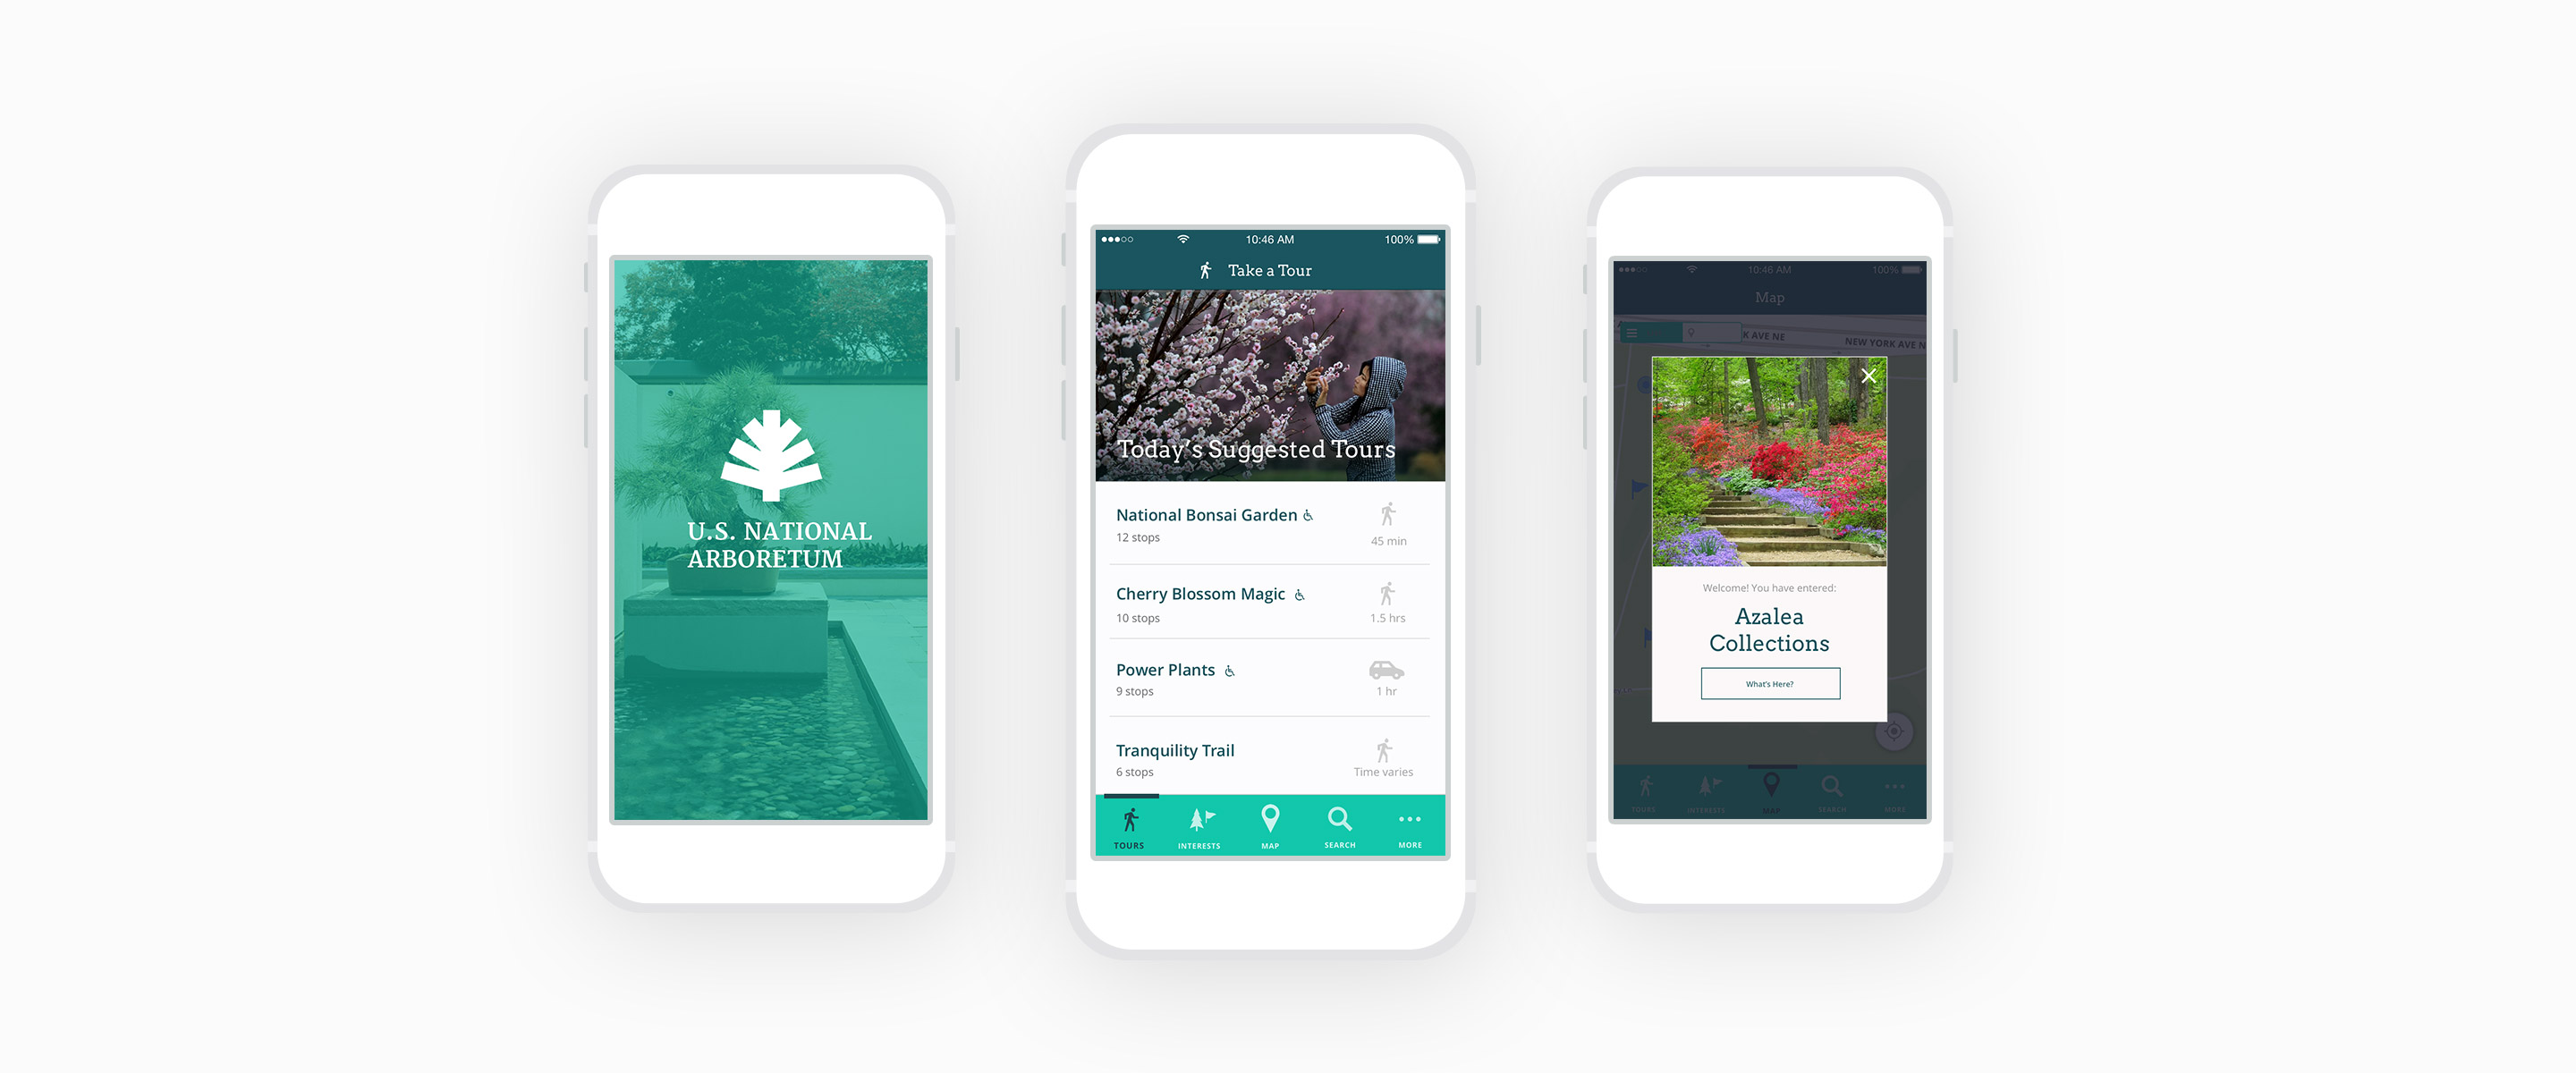 U.S. NATIONAL
ARBORETUM
10:46 AM
100%
Take a Tour
Today's Suggested Tours
National Bonsai Garden
12 stops
45 min
Cherry Blossom Magic
10 stops
1.5 hrs
Power Plants
9 stops
1 hr
Tranquility Trail
6 stops
Time varies
TOURS
INTERESTS
MAP
SEARCH
MORE
10:46 AM
100%
Map
K AVE NE
NEW YORK AVE N
Welcome! You have entered:
Azalea
Collections
What's Here?
TOURS
INTERESTS
MAP
SEARCH
MORE